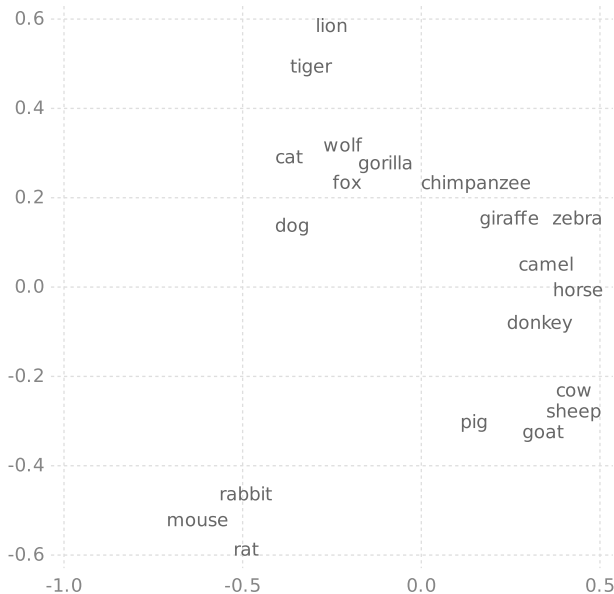 0.6
lion
tiger
0.4
wolf
cat
gorilla
fox
chimpanzee
0.2
giraffe zebra
dog
camel
0.0
horse
donkey
-0.2
cow
sheep
pig
goat
-0.4
rabbit
mouse
rat
-0.6
-1.0 -0.5 0.0 0.5